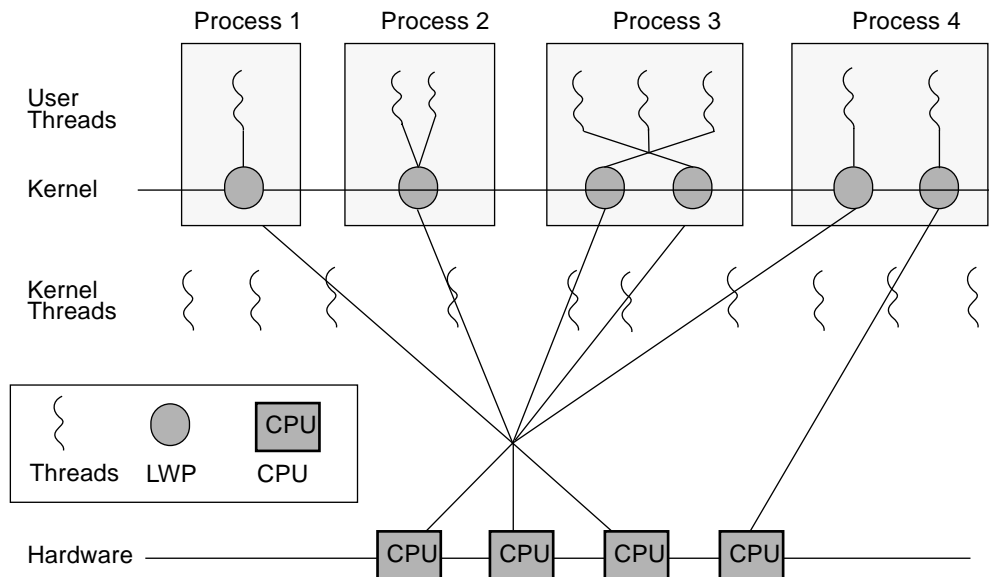 Process 1 Process 2 Process 3 Process 4
User
Threads
Kernel
Kernel
Threads
CPU
Threads LWP CPU
Hardware CPU CPU CPU CPU